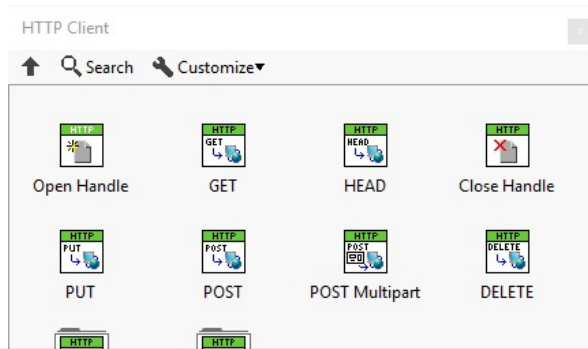 HTTP Client
Search Customize
HTTP HTTP HTTP HTTP
GET HEAD
Open Handle GET HEAD Close Handle
HTTP HTTP HTTP HTTP
PUT POST POST DELETE
PUT POST POST Multipart DELETE
HTTP HTTP